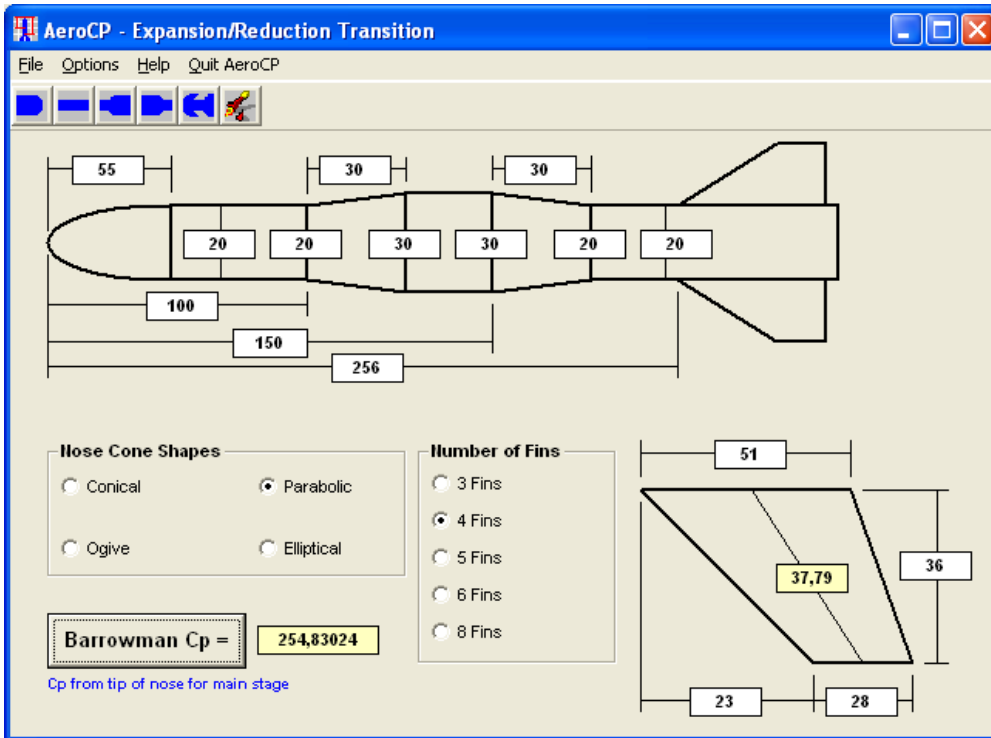 AeroCP - Expansion/Reduction Transition
File Options Help Quit AeroCP
55 30 30
20 20 30 30 20 20
100
150
256
Nose Cone Shapes
Conical Parabolic
Ogive Elliptical
Number of Fins
3 Fins
4 Fins
5 Fins
6 Fins
8 Fins
Barrowman Cp = 254,83024
Cp from tip of nose for main stage
51
37,79
36
23 28